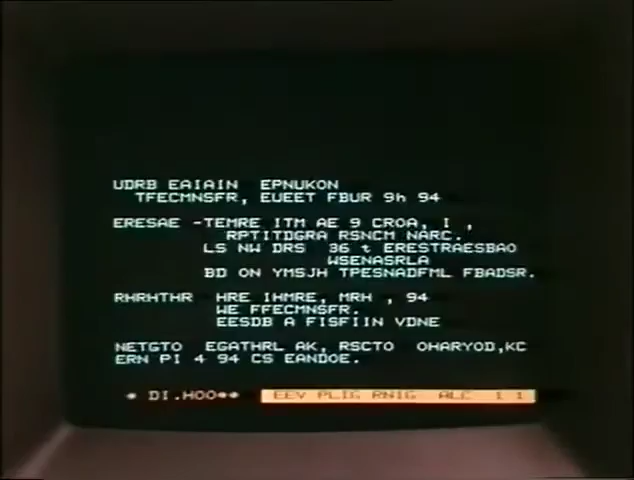 UDRB EAIAIN EPNUKON
TFECMNSFR, EUEET FBUR 9h 94
ERESAE -TEMRE ITM AE 9 CROA, I ,
RPTITDGRA RSNCM NARC.
LS NW DRS 36 t ERESTRAESBAO
WSENASRLA
BD ON YMSJH TPESNADFML FBADSR.
RHRHTHR HRE IHMRE, MRH , 94
WE FFECMNSFR.
EESDB A FISFIIN VDNE
NETGTO EGATHRL AK, RSCTO OHARYOD,KC
ERN PI 4 94 CS EANDOE.
* DI.HOO** EEV PLIG RNIG ALC 1 1